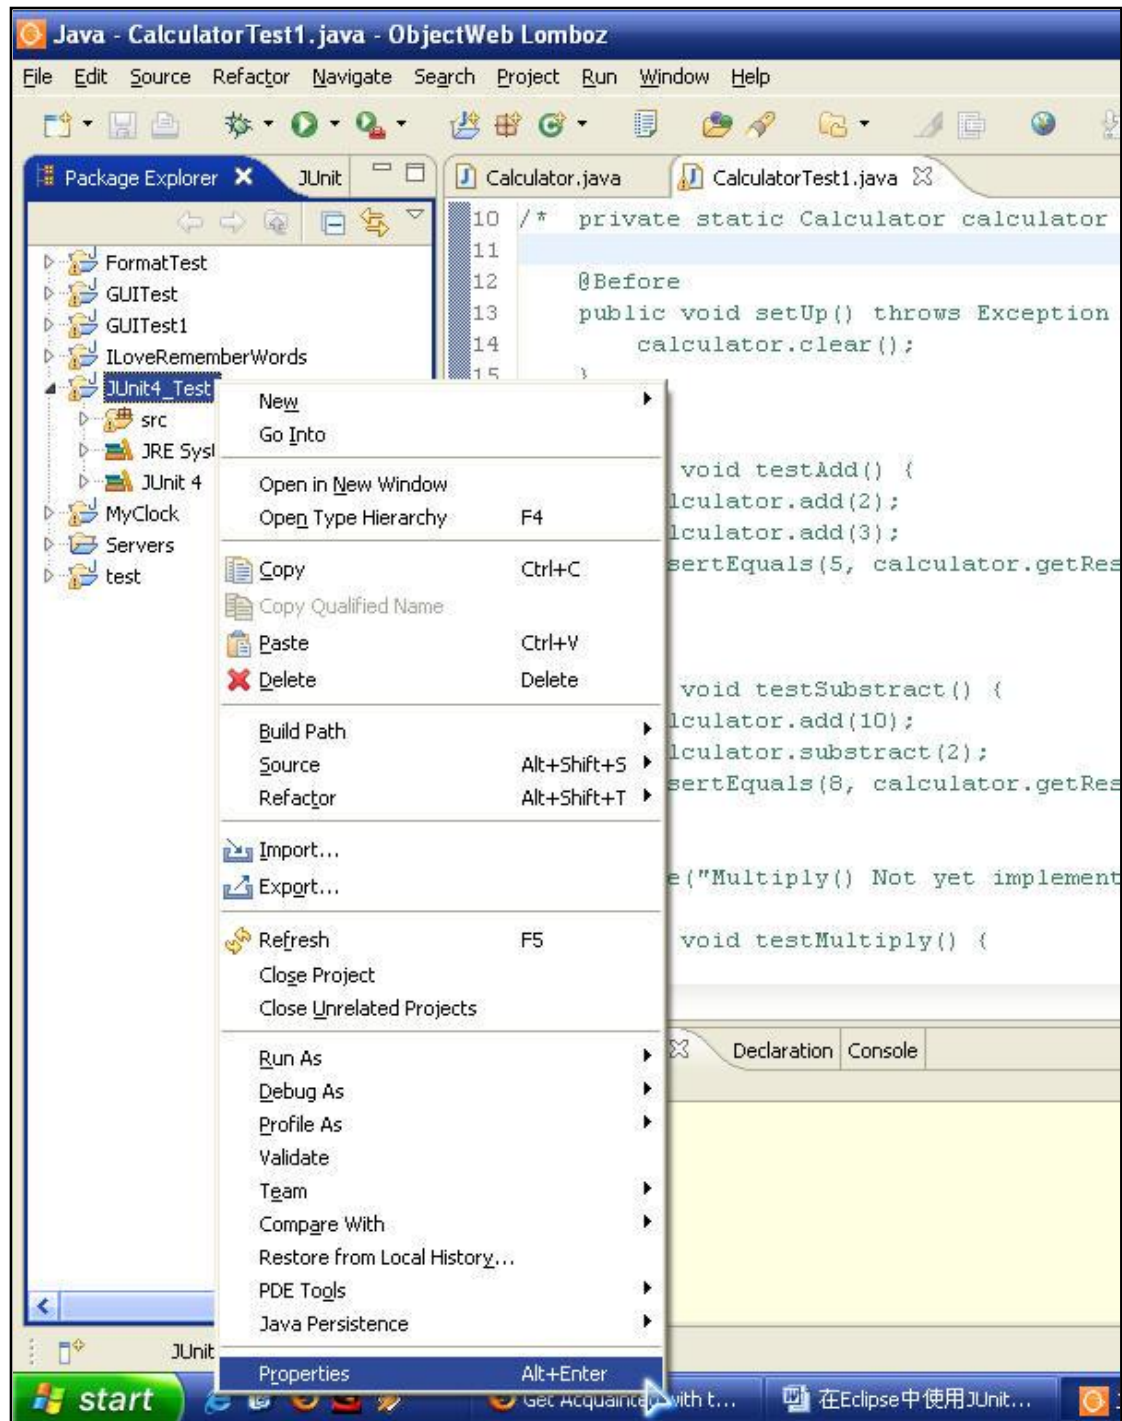 Java - CalculatorTest1.java - ObjectWeb Lomboz
File Edit Source Refactor Navigate Search Project Run Window Help
Package Explorer JUnit
Calculator.java CalculatorTest1.java
FormatTest
GUITest
GUITest1
ILoveRememberWords
JUnit4_Test
src
JRE Syst
JUnit 4
MyClock
Servers
test
10 /* private static Calculator calculator
11
12 @Before
13 public void setUp() throws Exception
14 calculator.clear();
15 }
void testAdd() {
lculator.add(2);
lculator.add(3);
sertEquals(5, calculator.getRes
void testSubstract() {
lculator.add(10);
lculator.substract(2);
sertEquals(8, calculator.getRes
e("Multiply() Not yet implement
void testMultiply() {
New
Go Into
Open in New Window
Open Type Hierarchy F4
Copy Ctrl+C
Copy Qualified Name
Paste Ctrl+V
Delete Delete
Build Path
Source Alt+Shift+S
Refactor Alt+Shift+T
Import...
Export...
Refresh F5
Close Project
Close Unrelated Projects
Run As
Debug As
Profile As
Validate
Team
Compare With
Restore from Local History...
PDE Tools
Java Persistence
Properties Alt+Enter
Declaration Console
JUnit
start
Get Acquainted with t...
在Eclipse中使用JUnit...